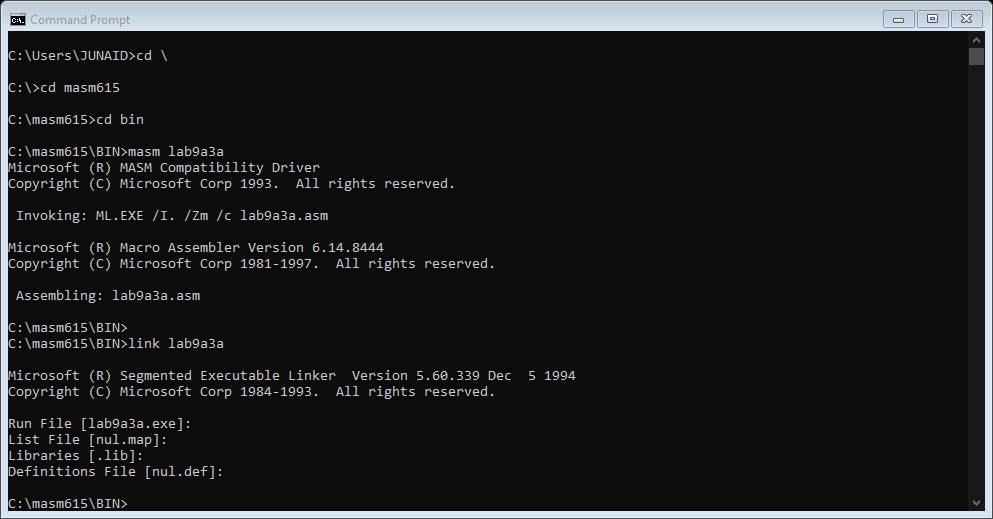 Command Prompt
C:\Users\JUNAID>cd \
C:\>cd masm615
C:\masm615>cd bin
C:\masm615\BIN>masm lab9a3a
Microsoft (R) MASM Compatibility Driver
Copyright (C) Microsoft Corp 1993.  All rights reserved.
 Invoking: ML.EXE /I. /Zm /c lab9a3a.asm
Microsoft (R) Macro Assembler Version 6.14.8444
Copyright (C) Microsoft Corp 1981-1997.  All rights reserved.
 Assembling: lab9a3a.asm
C:\masm615\BIN>
C:\masm615\BIN>link lab9a3a
Microsoft (R) Segmented Executable Linker  Version 5.60.339 Dec  5 1994
Copyright (C) Microsoft Corp 1984-1993.  All rights reserved.
Run File [lab9a3a.exe]:
List File [nul.map]:
Libraries [.lib]:
Definitions File [nul.def]:
C:\masm615\BIN>